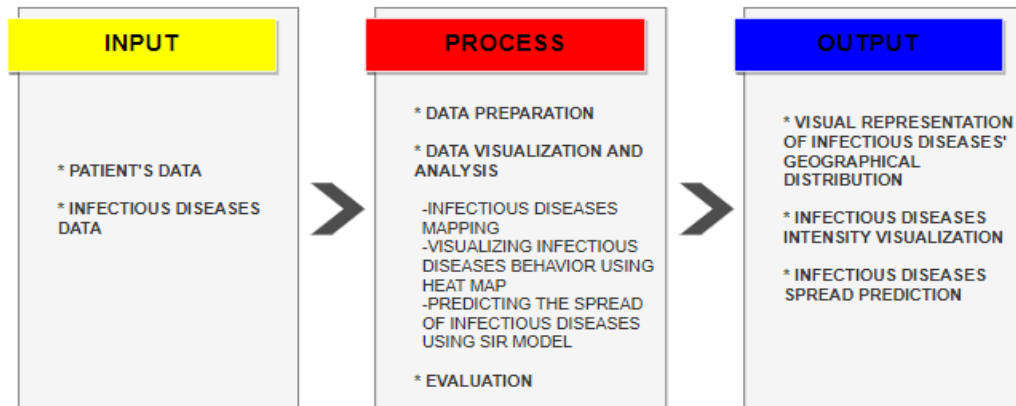 INPUT
* PATIENT'S DATA
* INFECTIOUS DISEASES
DATA
PROCESS
* DATA PREPARATION
* DATA VISUALIZATION AND
ANALYSIS
-INFECTIOUS DISEASES
MAPPING
-VISUALIZING INFECTIOUS
DISEASES BEHAVIOR USING
HEAT MAP
-PREDICTING THE SPREAD
OF INFECTIOUS DISEASES
USING SIR MODEL
* EVALUATION
OUTPUT
* VISUAL REPRESENTATION
OF INFECTIOUS DISEASES'
GEOGRAPHICAL
DISTRIBUTION
* INFECTIOUS DISEASES
INTENSITY VISUALIZATION
* INFECTIOUS DISEASES
SPREAD PREDICTION